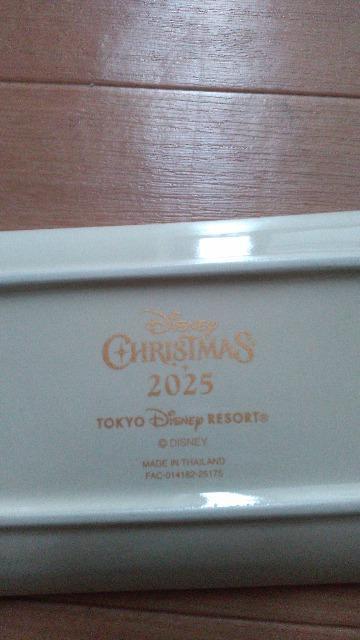 Disney
CHRISTMAS
2025
TOKYO Disney RESORT®
© DISNEY
MADE IN THAILAND
FAC-014182-25175